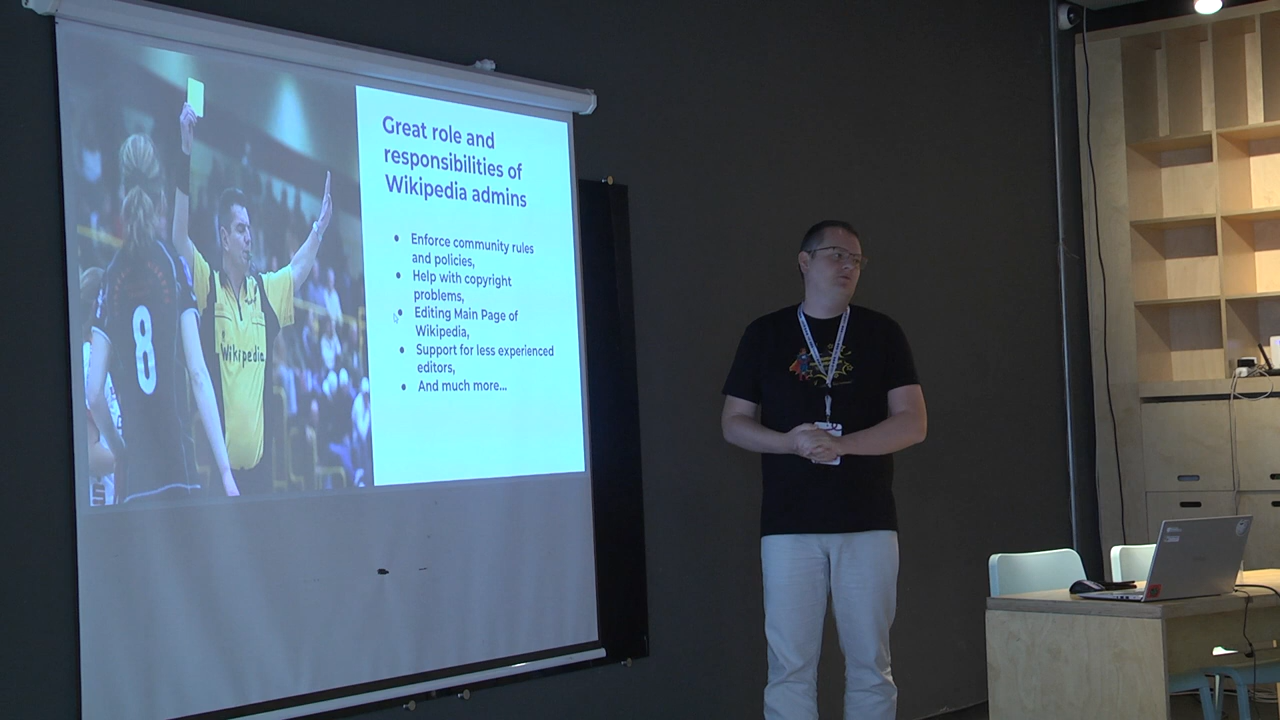 Great role and
responsibilities of
Wikipedia admins
• Enforce community rules
and policies,
• Help with copyright
problems,
• Editing Main Page of
Wikipedia,
• Support for less experienced
editors,
• And much more...
8
Wikipedia